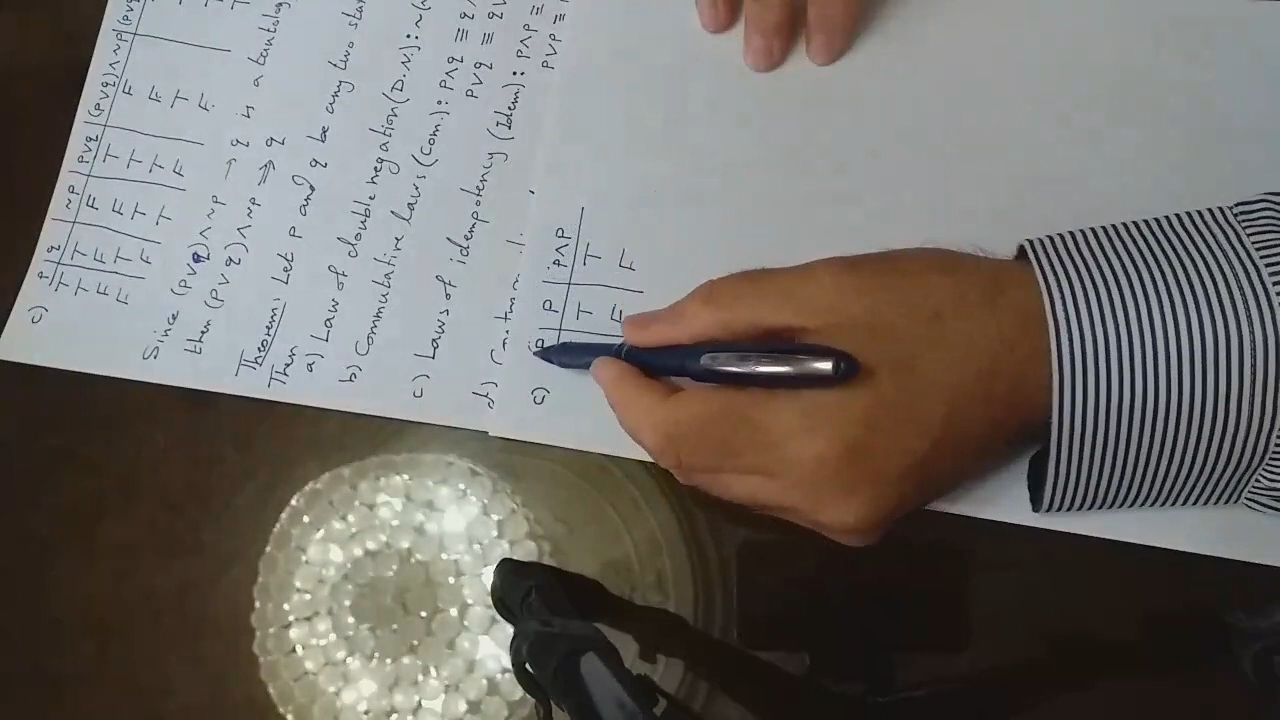 c)
p | q | ~p | p∨q | (p∨q)∧~p | (p∨q
T | T | F | T | F
T | F | F | T | F
F | T | T | T | T
F | F | T | F | F
Since (p∨q)∧~p → q is a tautology
then (p∨q)∧~p ⇒ q
Theorem: Let p and q be any two
Then
a) Law of double negation (D.N.): ~(
b) Commutative Laws (Com.): p∧q ≡ q
p∨q ≡ q
c) Laws of idempotency (Idem): p∧p ≡
p∨p ≡
d)
c)
p | p | p∧p
T | T
F | F